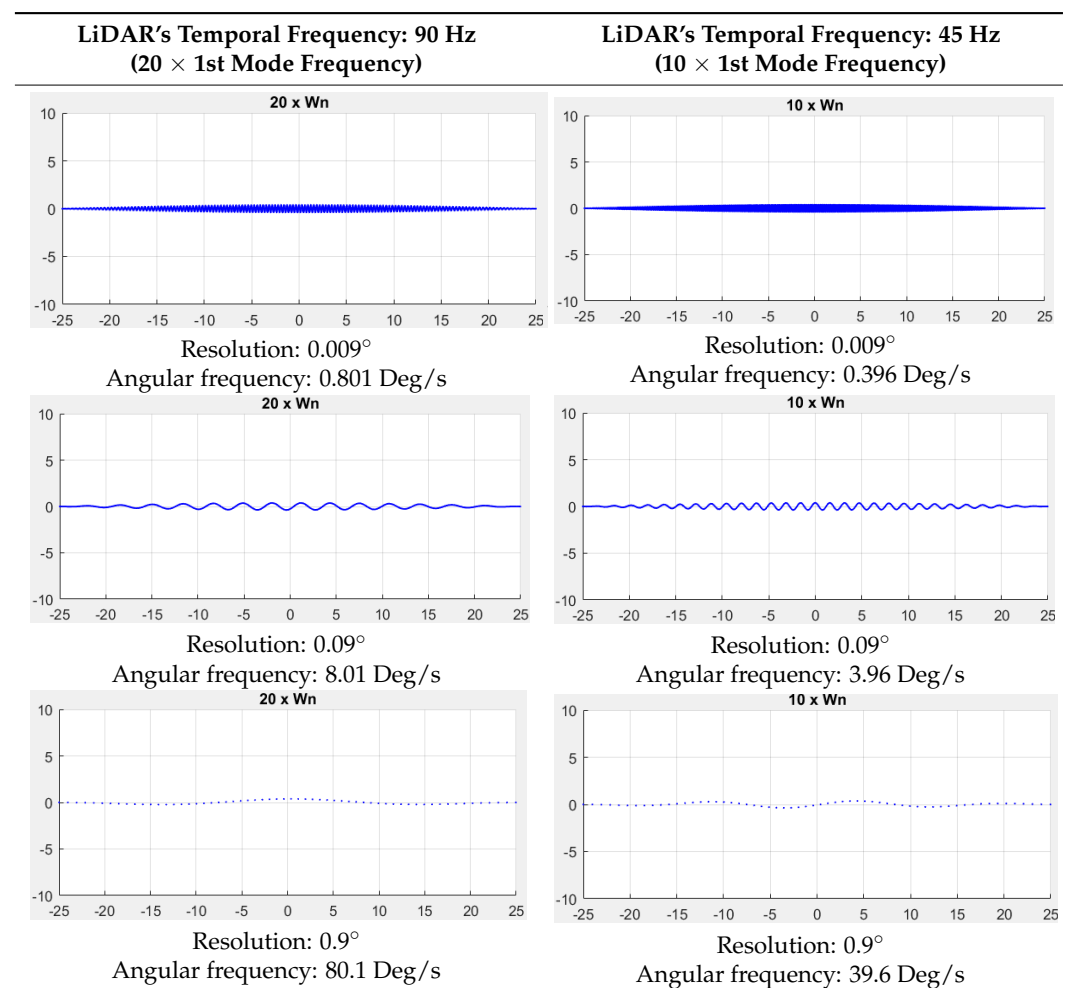 LiDAR's Temporal Frequency: 90 Hz
(20 × 1st Mode Frequency)
LiDAR's Temporal Frequency: 45 Hz
(10 × 1st Mode Frequency)
20 x Wn
10
5
0
-5
-10
-25 -20 -15 -10 -5 0 5 10 15 20 25
Resolution: 0.009°
Angular frequency: 0.801 Deg/s
10 x Wn
10
5
0
-5
-10
-25 -20 -15 -10 -5 0 5 10 15 20 25
Resolution: 0.009°
Angular frequency: 0.396 Deg/s
20 x Wn
10
5
0
-5
-10
-25 -20 -15 -10 -5 0 5 10 15 20 25
Resolution: 0.09°
Angular frequency: 8.01 Deg/s
10 x Wn
10
5
0
-5
-10
-25 -20 -15 -10 -5 0 5 10 15 20 25
Resolution: 0.09°
Angular frequency: 3.96 Deg/s
20 x Wn
10
5
0
-5
-10
-25 -20 -15 -10 -5 0 5 10 15 20 25
Resolution: 0.9°
Angular frequency: 80.1 Deg/s
10 x Wn
10
5
0
-5
-10
-25 -20 -15 -10 -5 0 5 10 15 20 25
Resolution: 0.9°
Angular frequency: 39.6 Deg/s